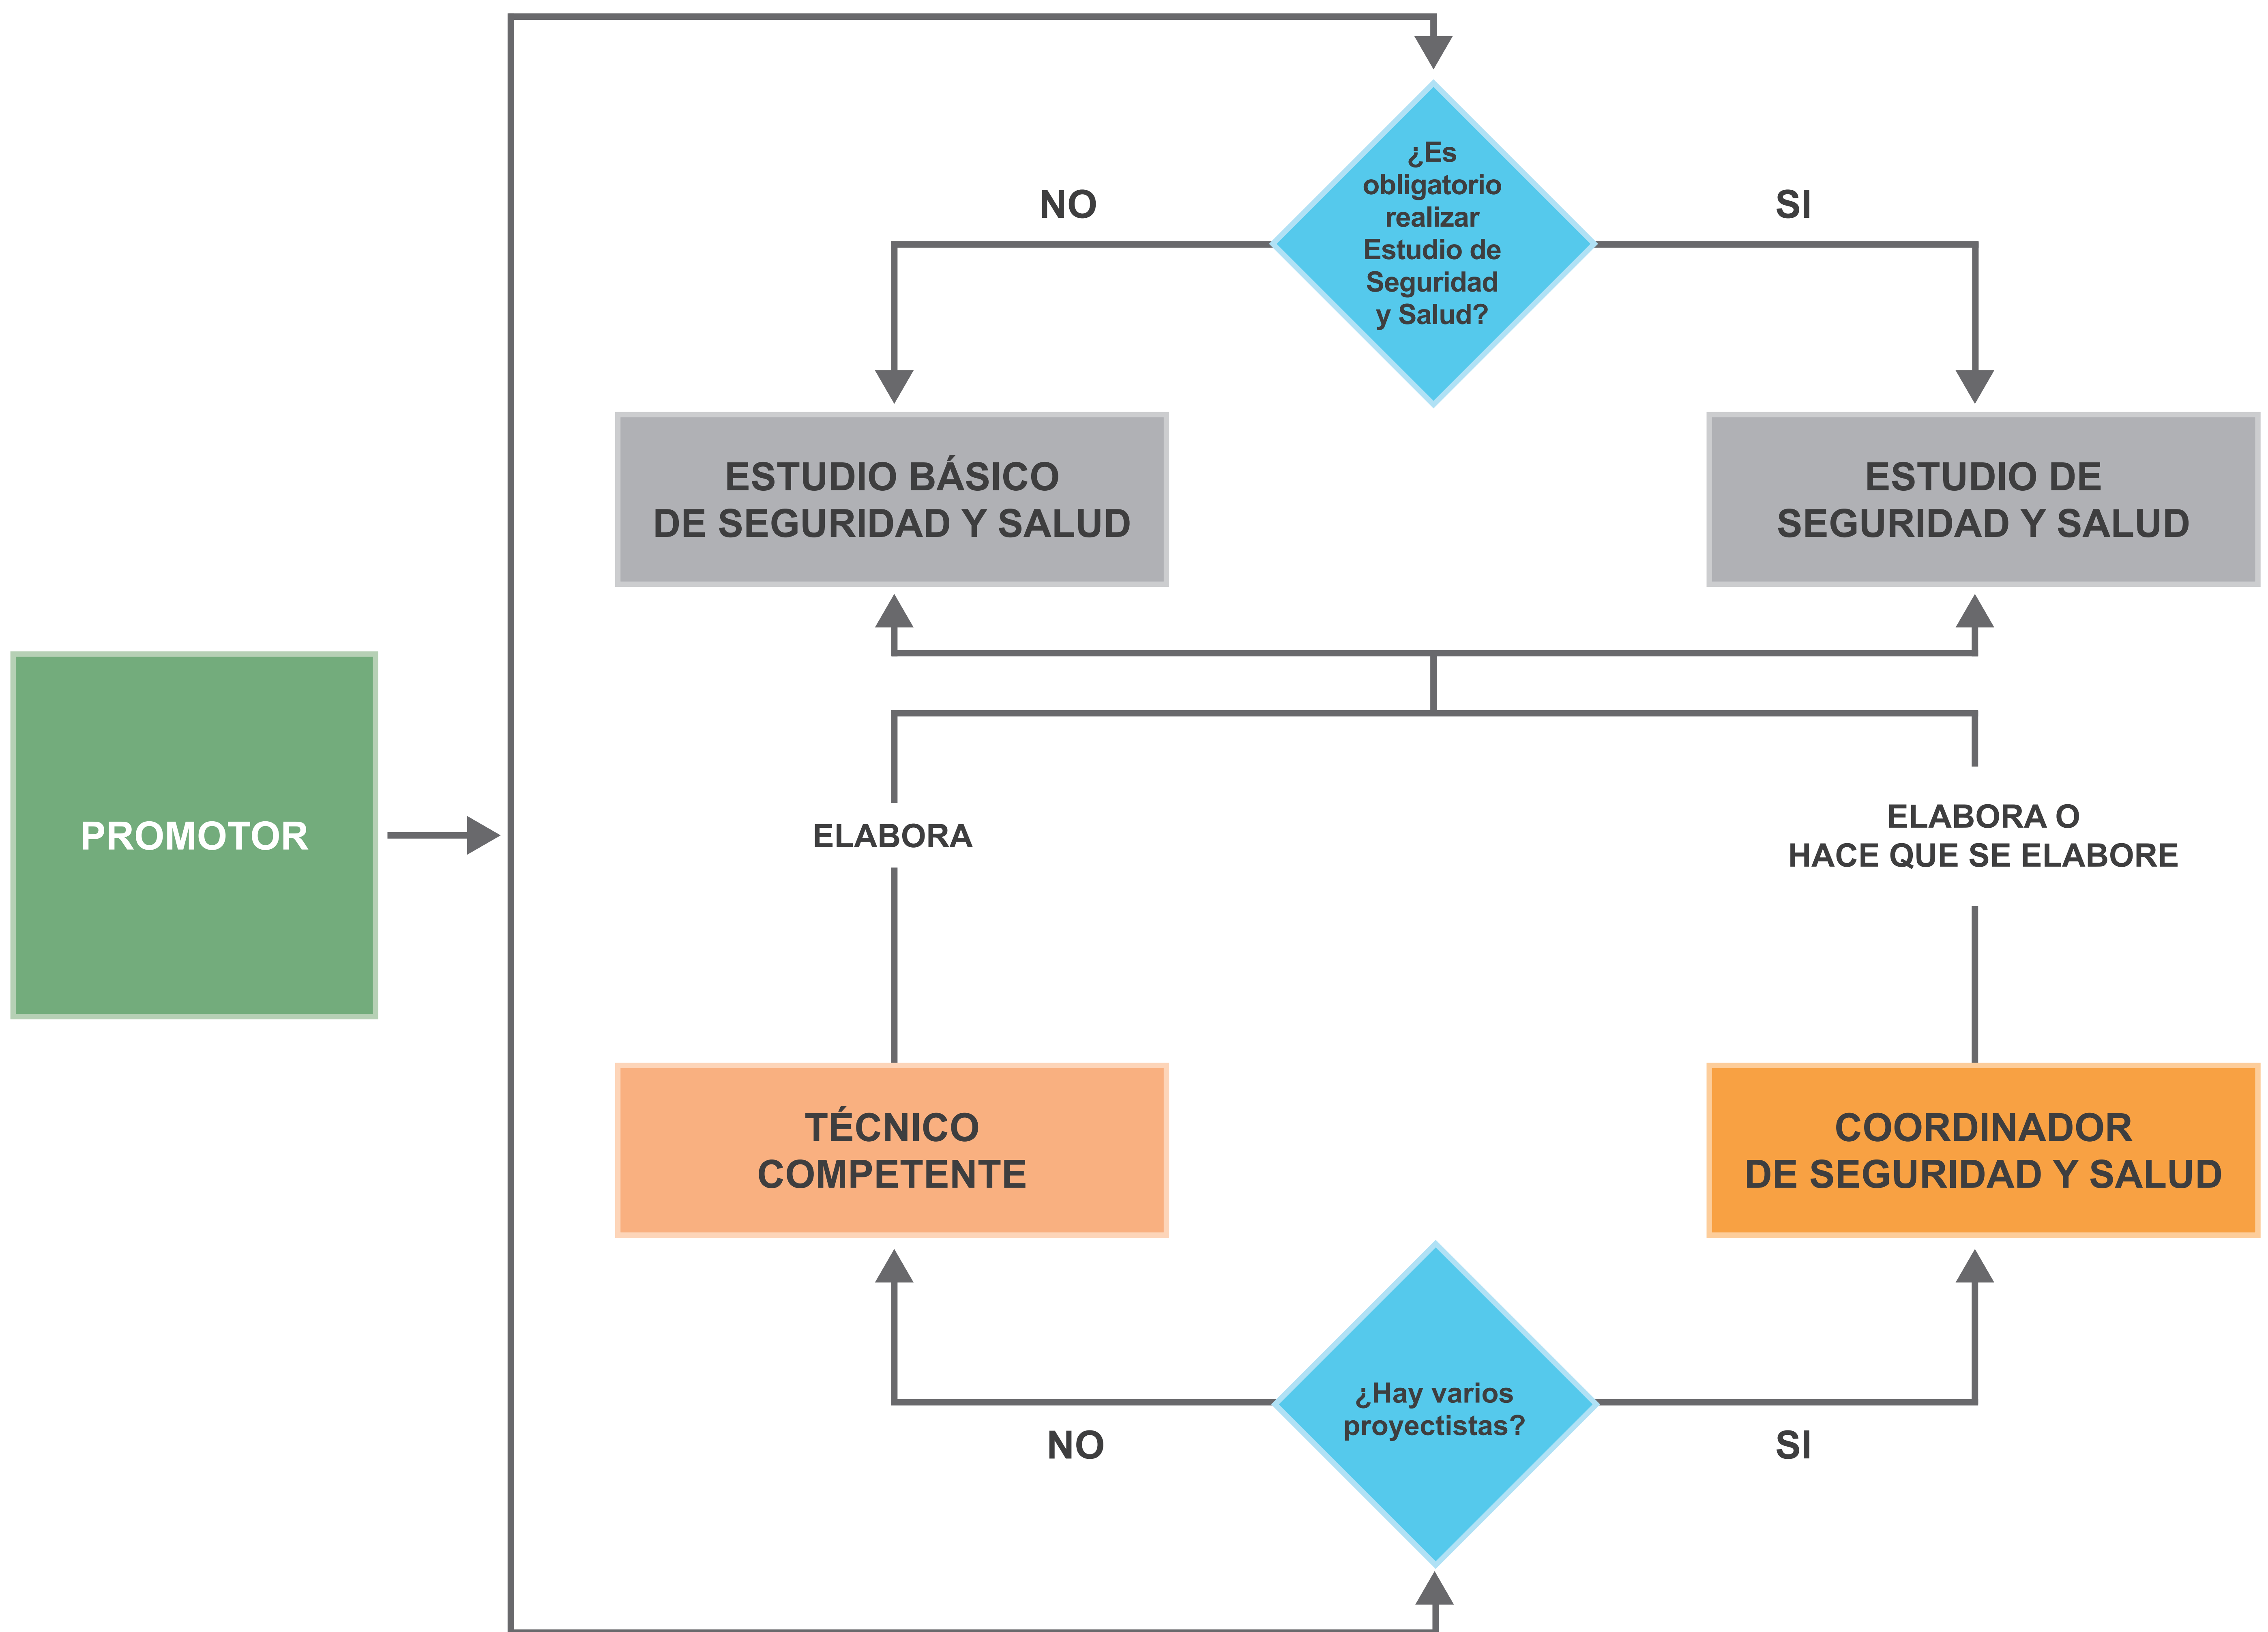 ¿Es
obligatorio
realizar
Estudio de
Seguridad
y Salud?
NO
SI
ESTUDIO BÁSICO
DE SEGURIDAD Y SALUD
ESTUDIO DE
SEGURIDAD Y SALUD
PROMOTOR
ELABORA
ELABORA O
HACE QUE SE ELABORE
TÉCNICO
COMPETENTE
COORDINADOR
DE SEGURIDAD Y SALUD
¿Hay varios
proyectistas?
NO
SI